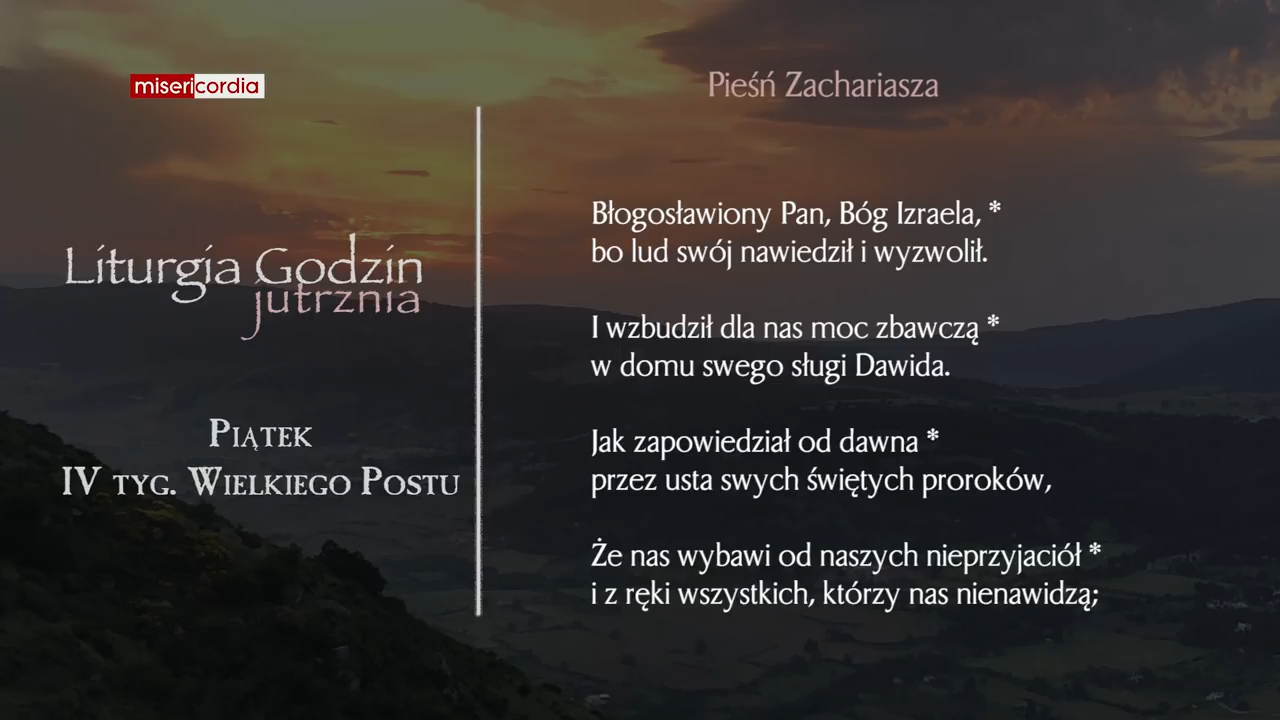 misericordia
Liturgia Godzin
jutrznia
Piątek
IV tyg. Wielkiego Postu
Pieśń Zachariasza
Błogosławiony Pan, Bóg Izraela, *
bo lud swój nawiedził i wyzwolił.
I wzbudził dla nas moc zbawczą *
w domu swego sługi Dawida.
Jak zapowiedział od dawna *
przez usta swych świętych proroków,
Że nas wybawi od naszych nieprzyjaciół *
i z ręki wszystkich, którzy nas nienawidzą;